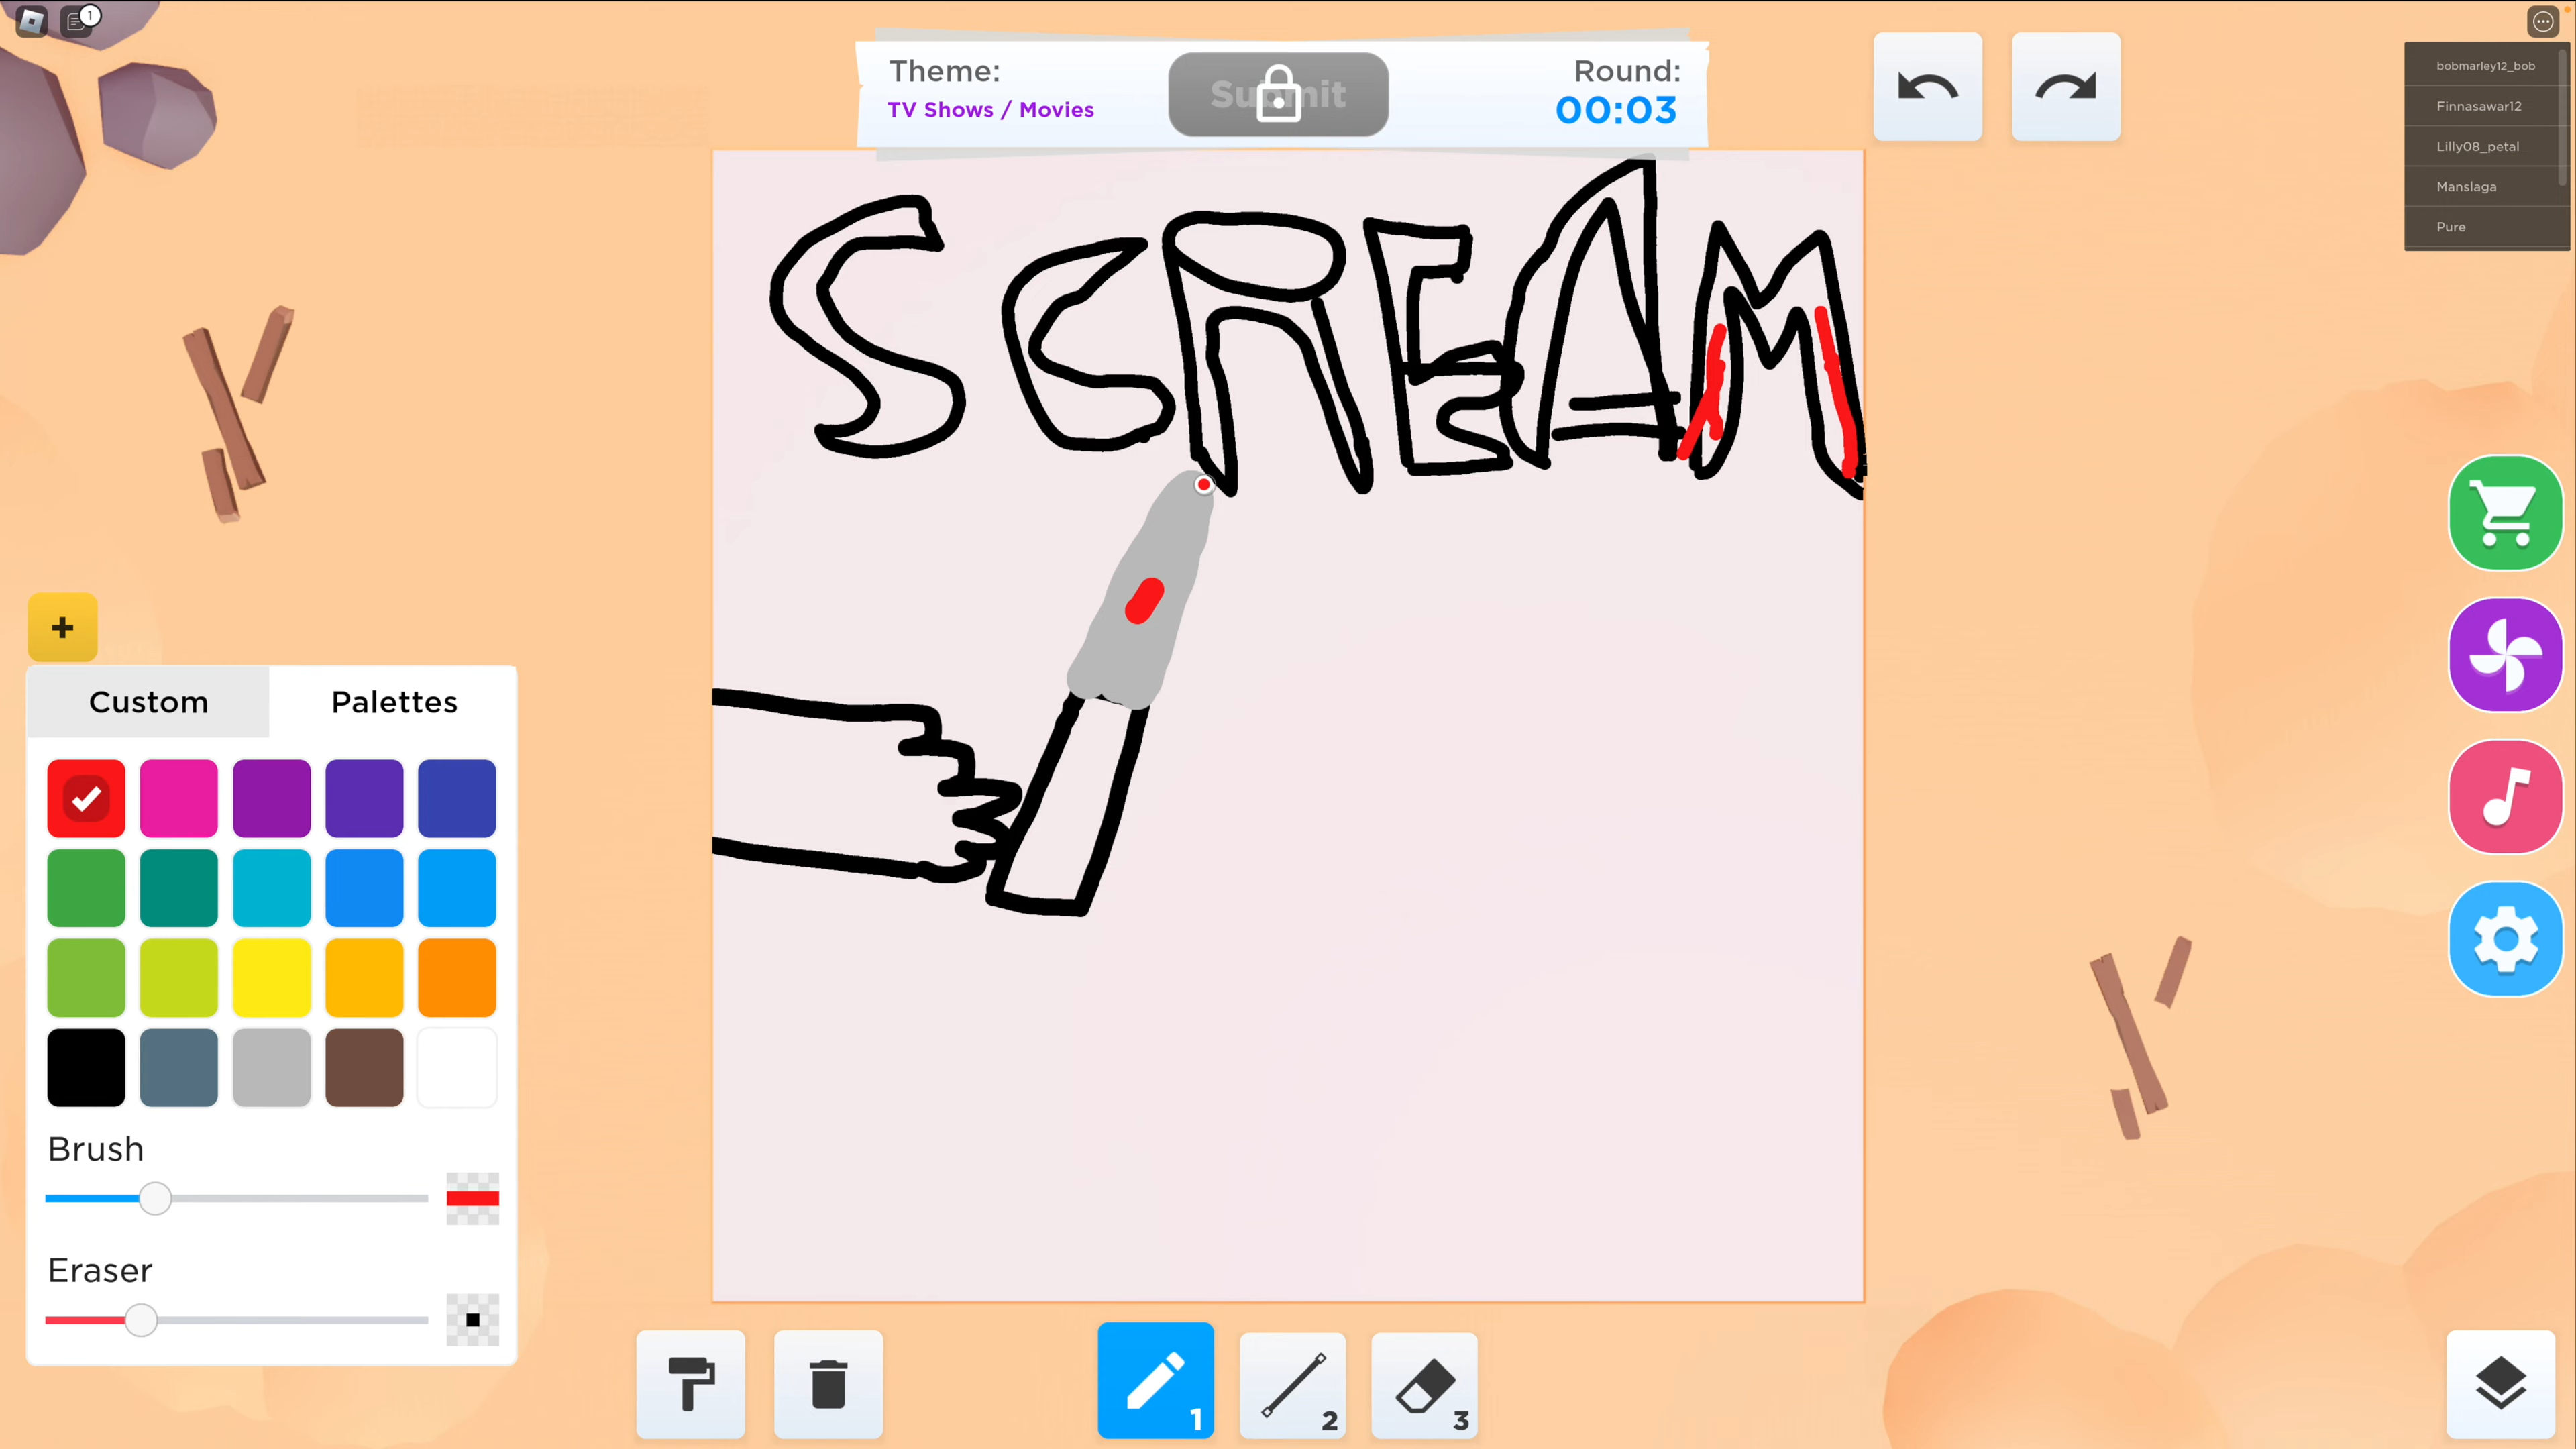 1
Theme:
TV Shows / Movies
Submit
Round:
00:03
bobmarley12_bob
Finnasawar12
Lilly08_petal
Manslaga
Pure
SCREAM
+
Custom
Palettes
Brush
Eraser
1
2
3